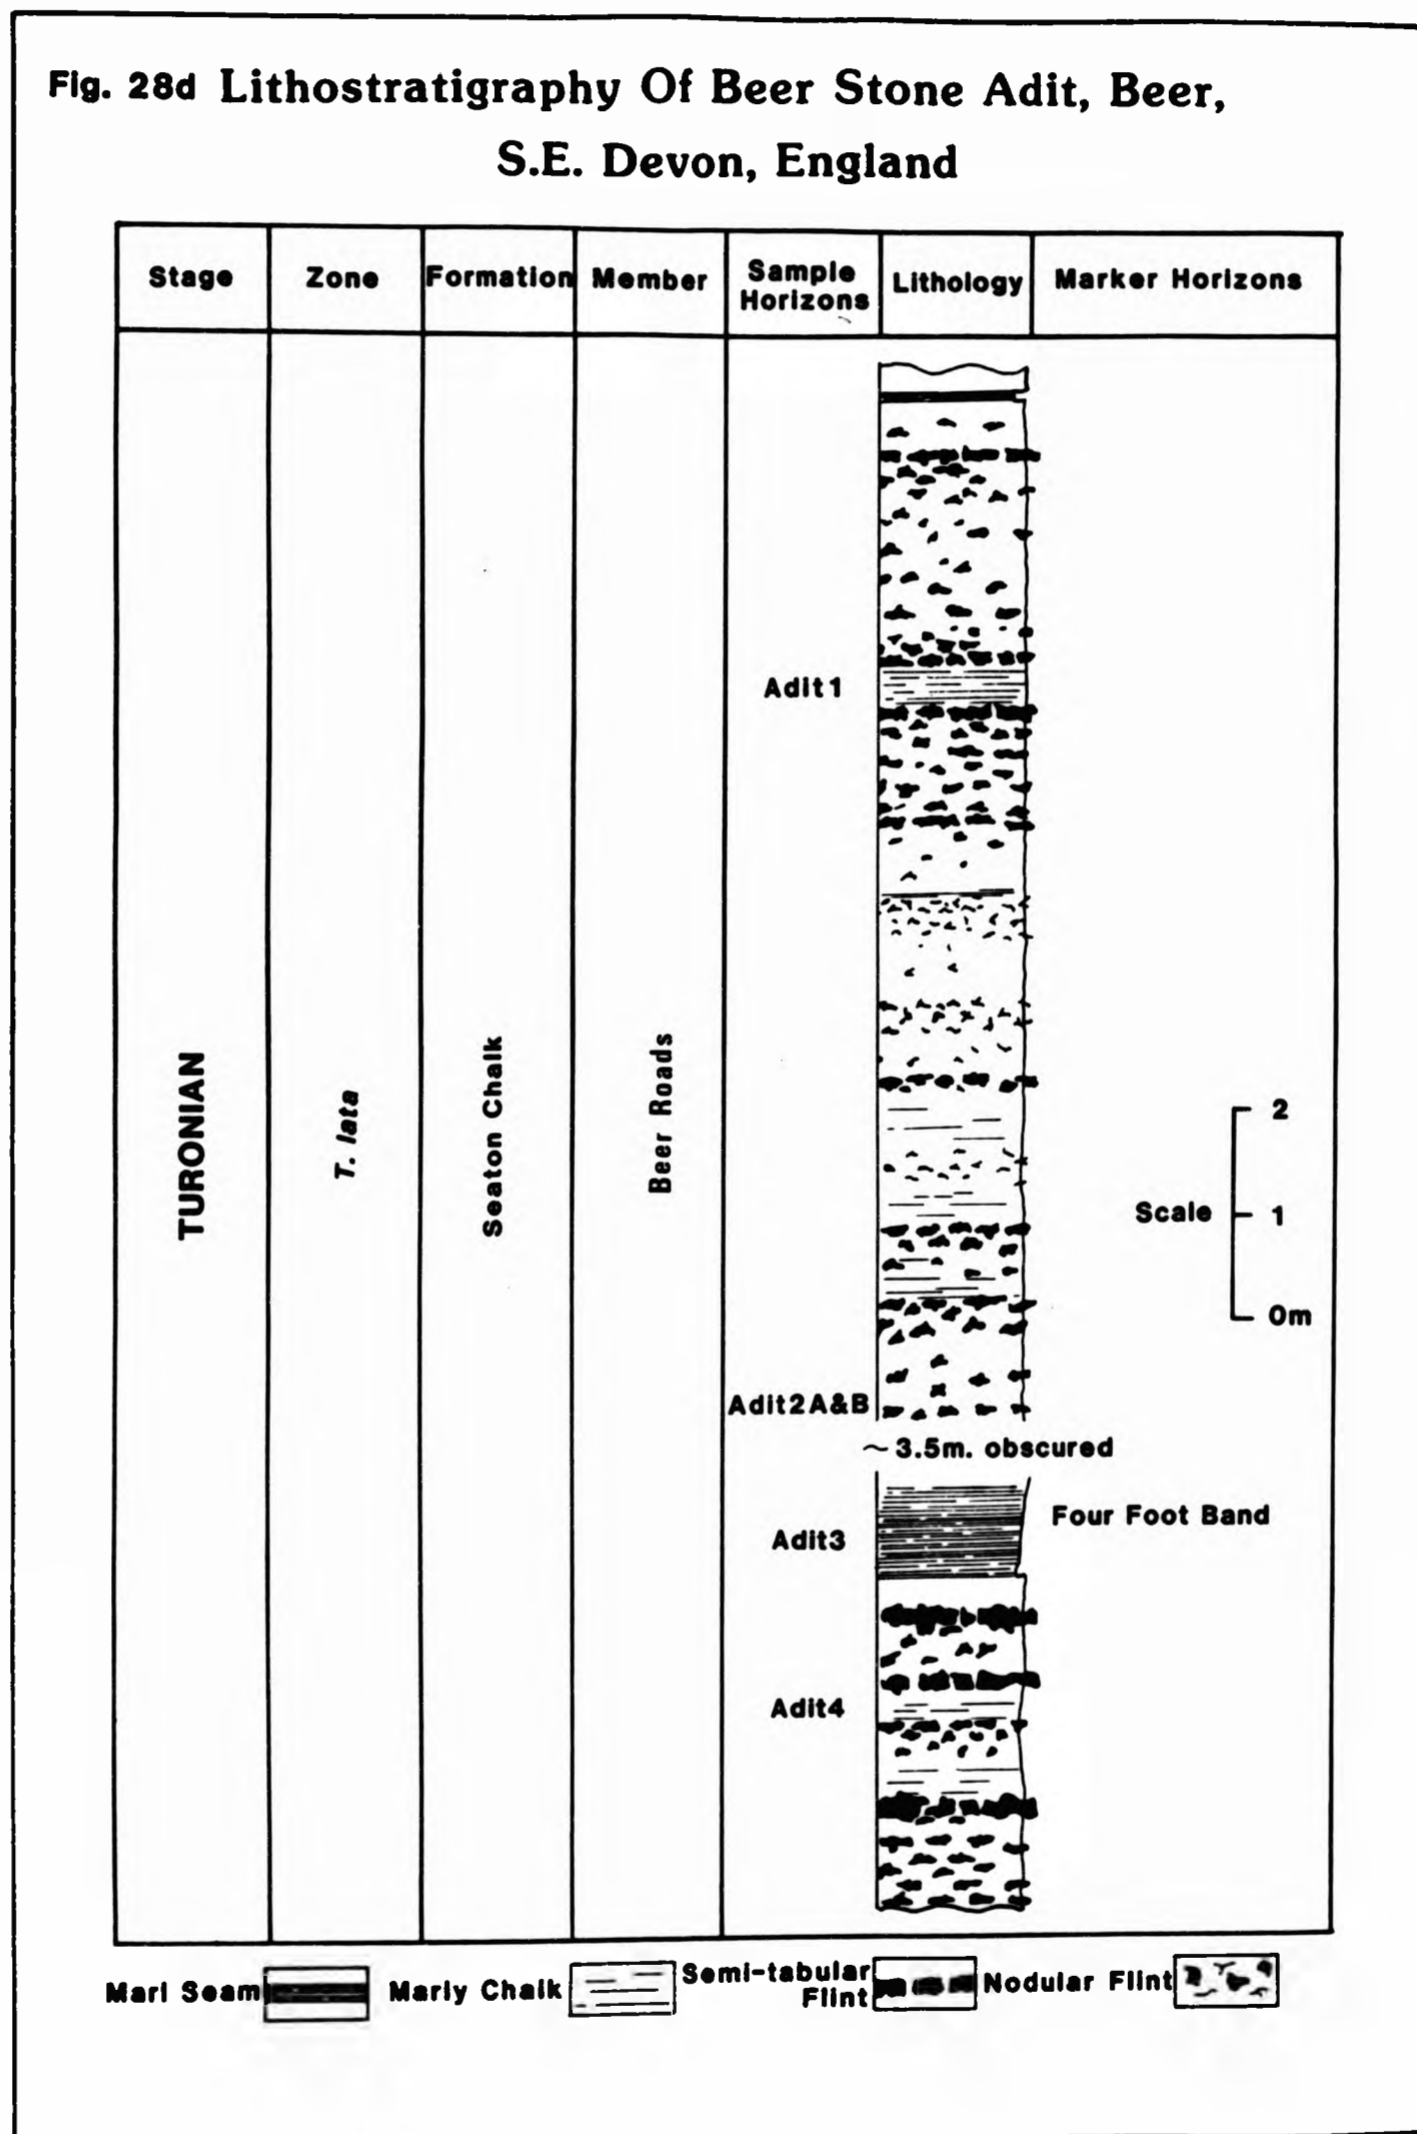 Fig. 28d Lithostratigraphy Of Beer Stone Adit, Beer,
S.E. Devon, England
Stage
Zone
Formation
Member
Sample
Horizons
Lithology
Marker Horizons
TURONIAN
T. lata
Seaton Chalk
Beer Roads
Adit1
Adit2A&B
Adit3
Adit4
~ 3.5m. obscured
Four Foot Band
Scale
2
1
0m
Marl Seam
Marly Chalk
Semi-tabular
Flint
Nodular Flint